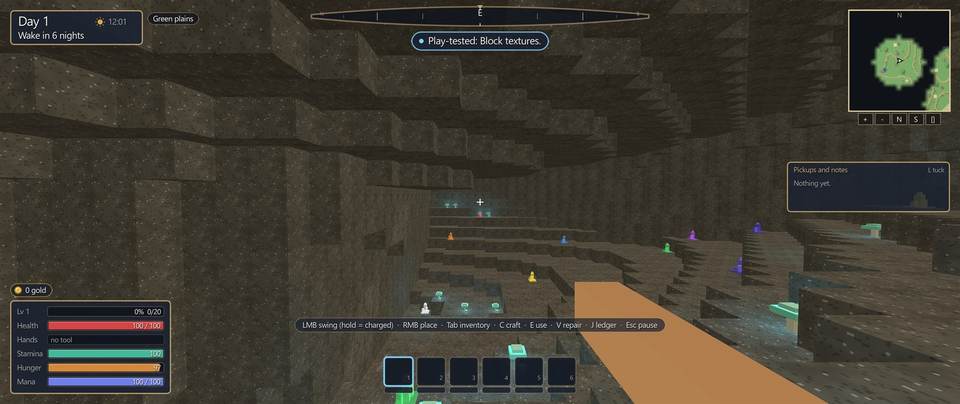 Day 1 12:01
Wake in 6 nights
Green plains
E
Play-tested: Block textures.
N
+ - N S []
Pickups and notes L tuck
Nothing yet.
0 gold
Lv 1 0% 0/20
Health 100 / 100
Hands no tool
Stamina 100
Hunger
Mana 100 / 100
LMB swing (hold = charged) · RMB place · Tab inventory · C craft · E use · V repair · J ledger · Esc pause
1 2 3 4 5 6